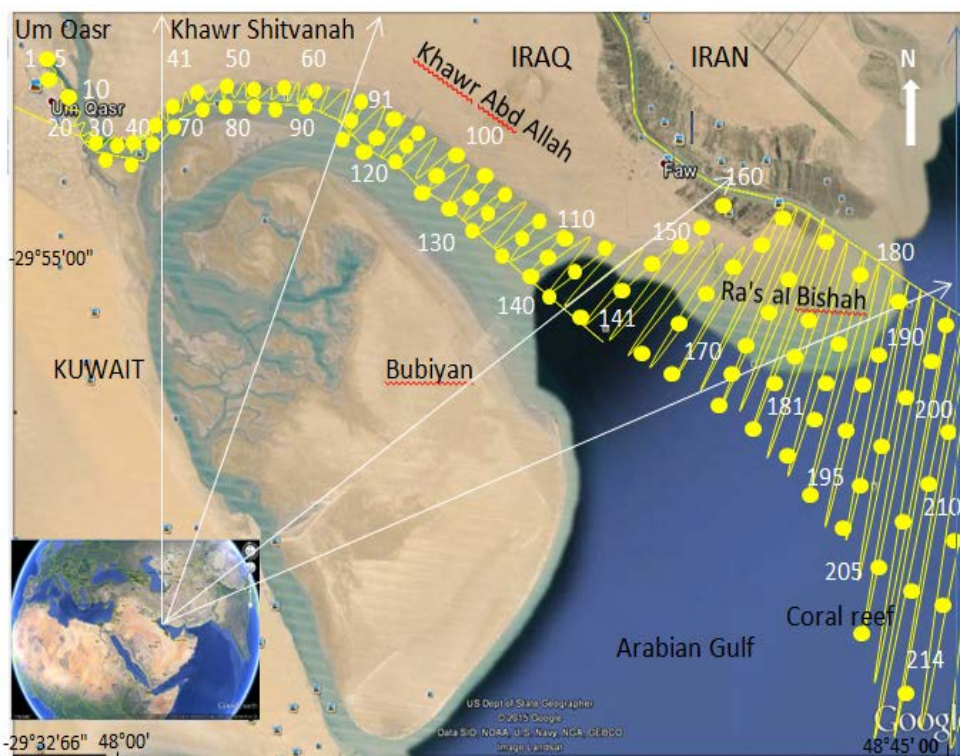 Um Qasr
Khawr Shitvanah
1 5
41 50 60
10
Um Qasr
20 30 40
70 80 90
91
Khawr Abd Allah
IRAQ
IRAN
N
100
120
Faw
160
110
150
130
180
-29°55'00"
Ra's al Bishah
140
141
190
170
KUWAIT
Bubiyan
181
200
195
210
205
Coral reef
Arabian Gulf
214
Google earth
US Dept of State Geographer
© 2015 Google
Data SIO, NOAA, U.S. Navy, NGA, GEBCO
Image Landsat
Google
-29°32'66"
48°00'
48°45' 00"